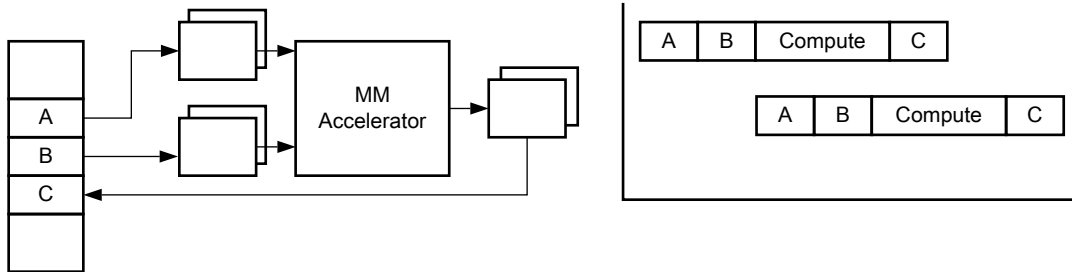 A
B
C
MM
Accelerator
A B Compute C
A B Compute C